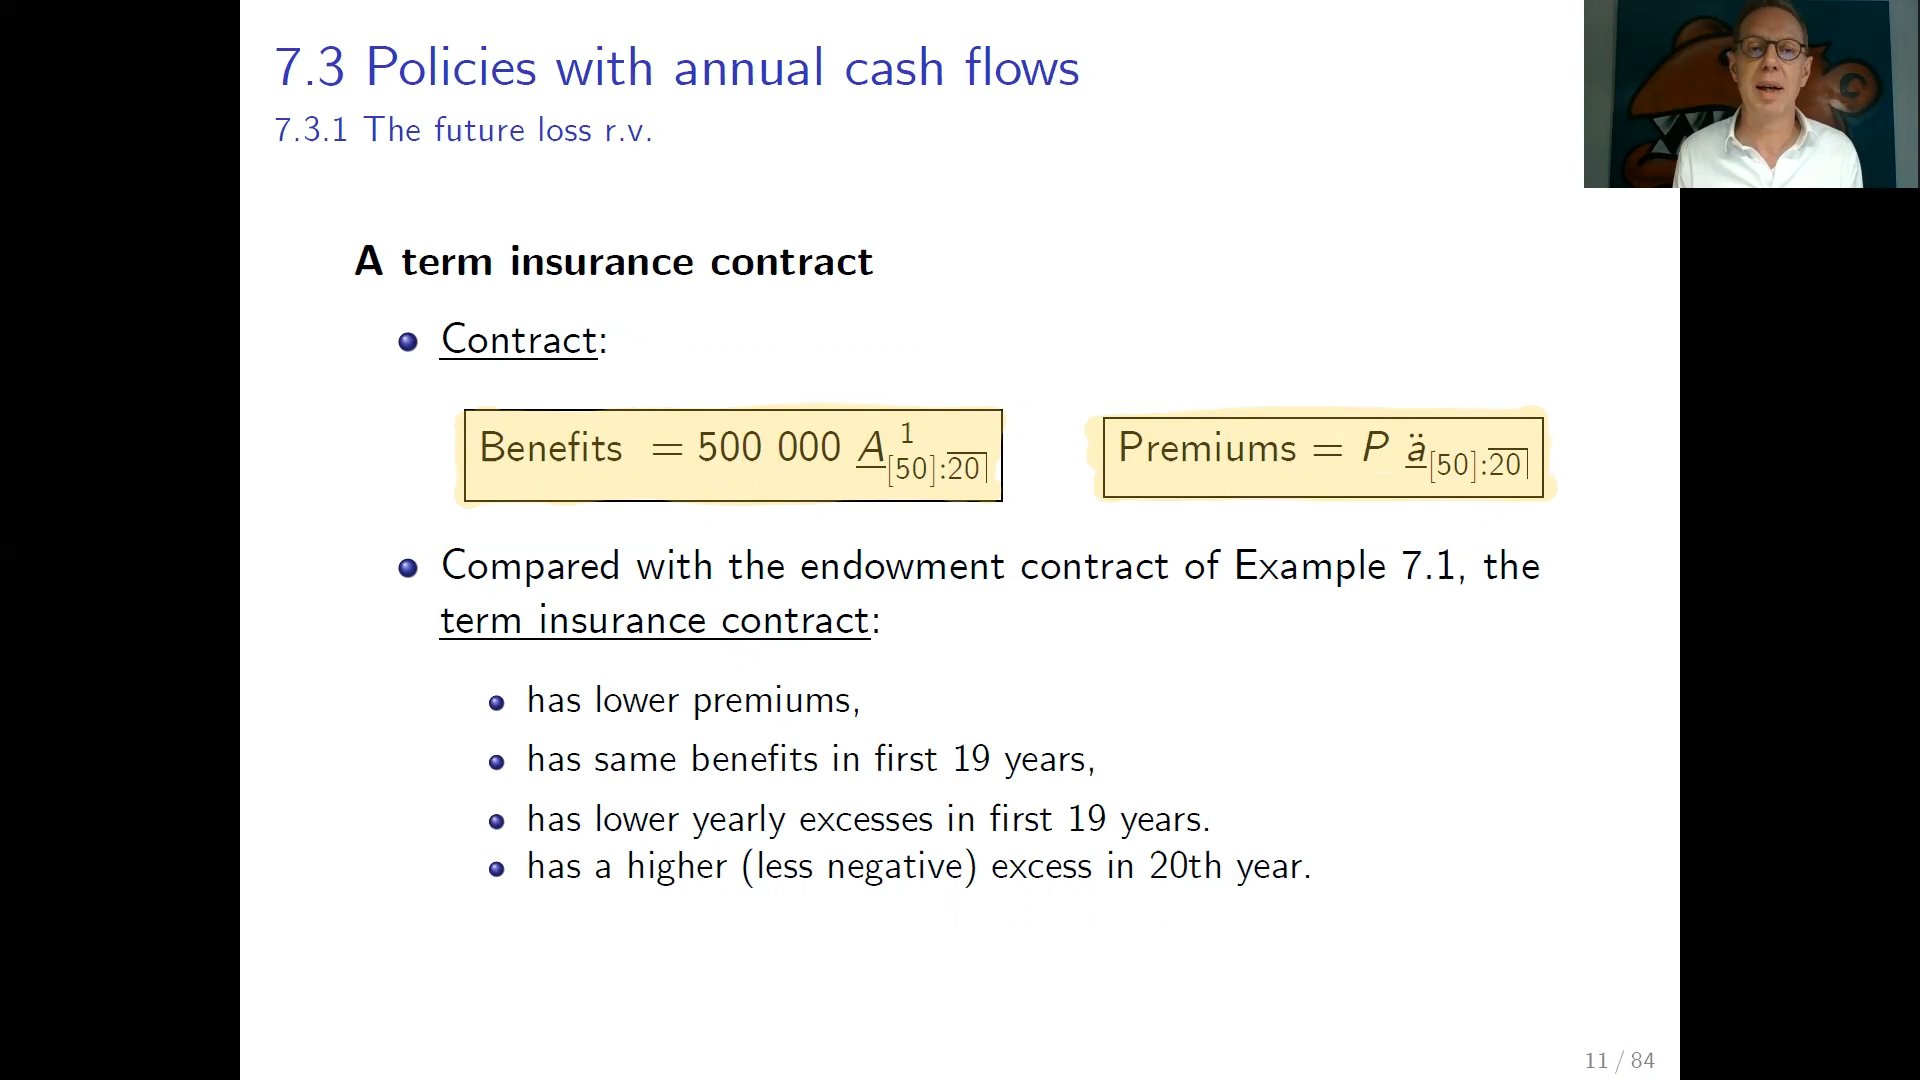 7.3 Policies with annual cash flows
7.3.1 The future loss r.v.
A term insurance contract
Contract:
Benefits = 500 000 A^1_{[50]:20}
Premiums = P ä_{[50]:20}
Compared with the endowment contract of Example 7.1, the
term insurance contract:
has lower premiums,
has same benefits in first 19 years,
has lower yearly excesses in first 19 years.
has a higher (less negative) excess in 20th year.
11 / 84